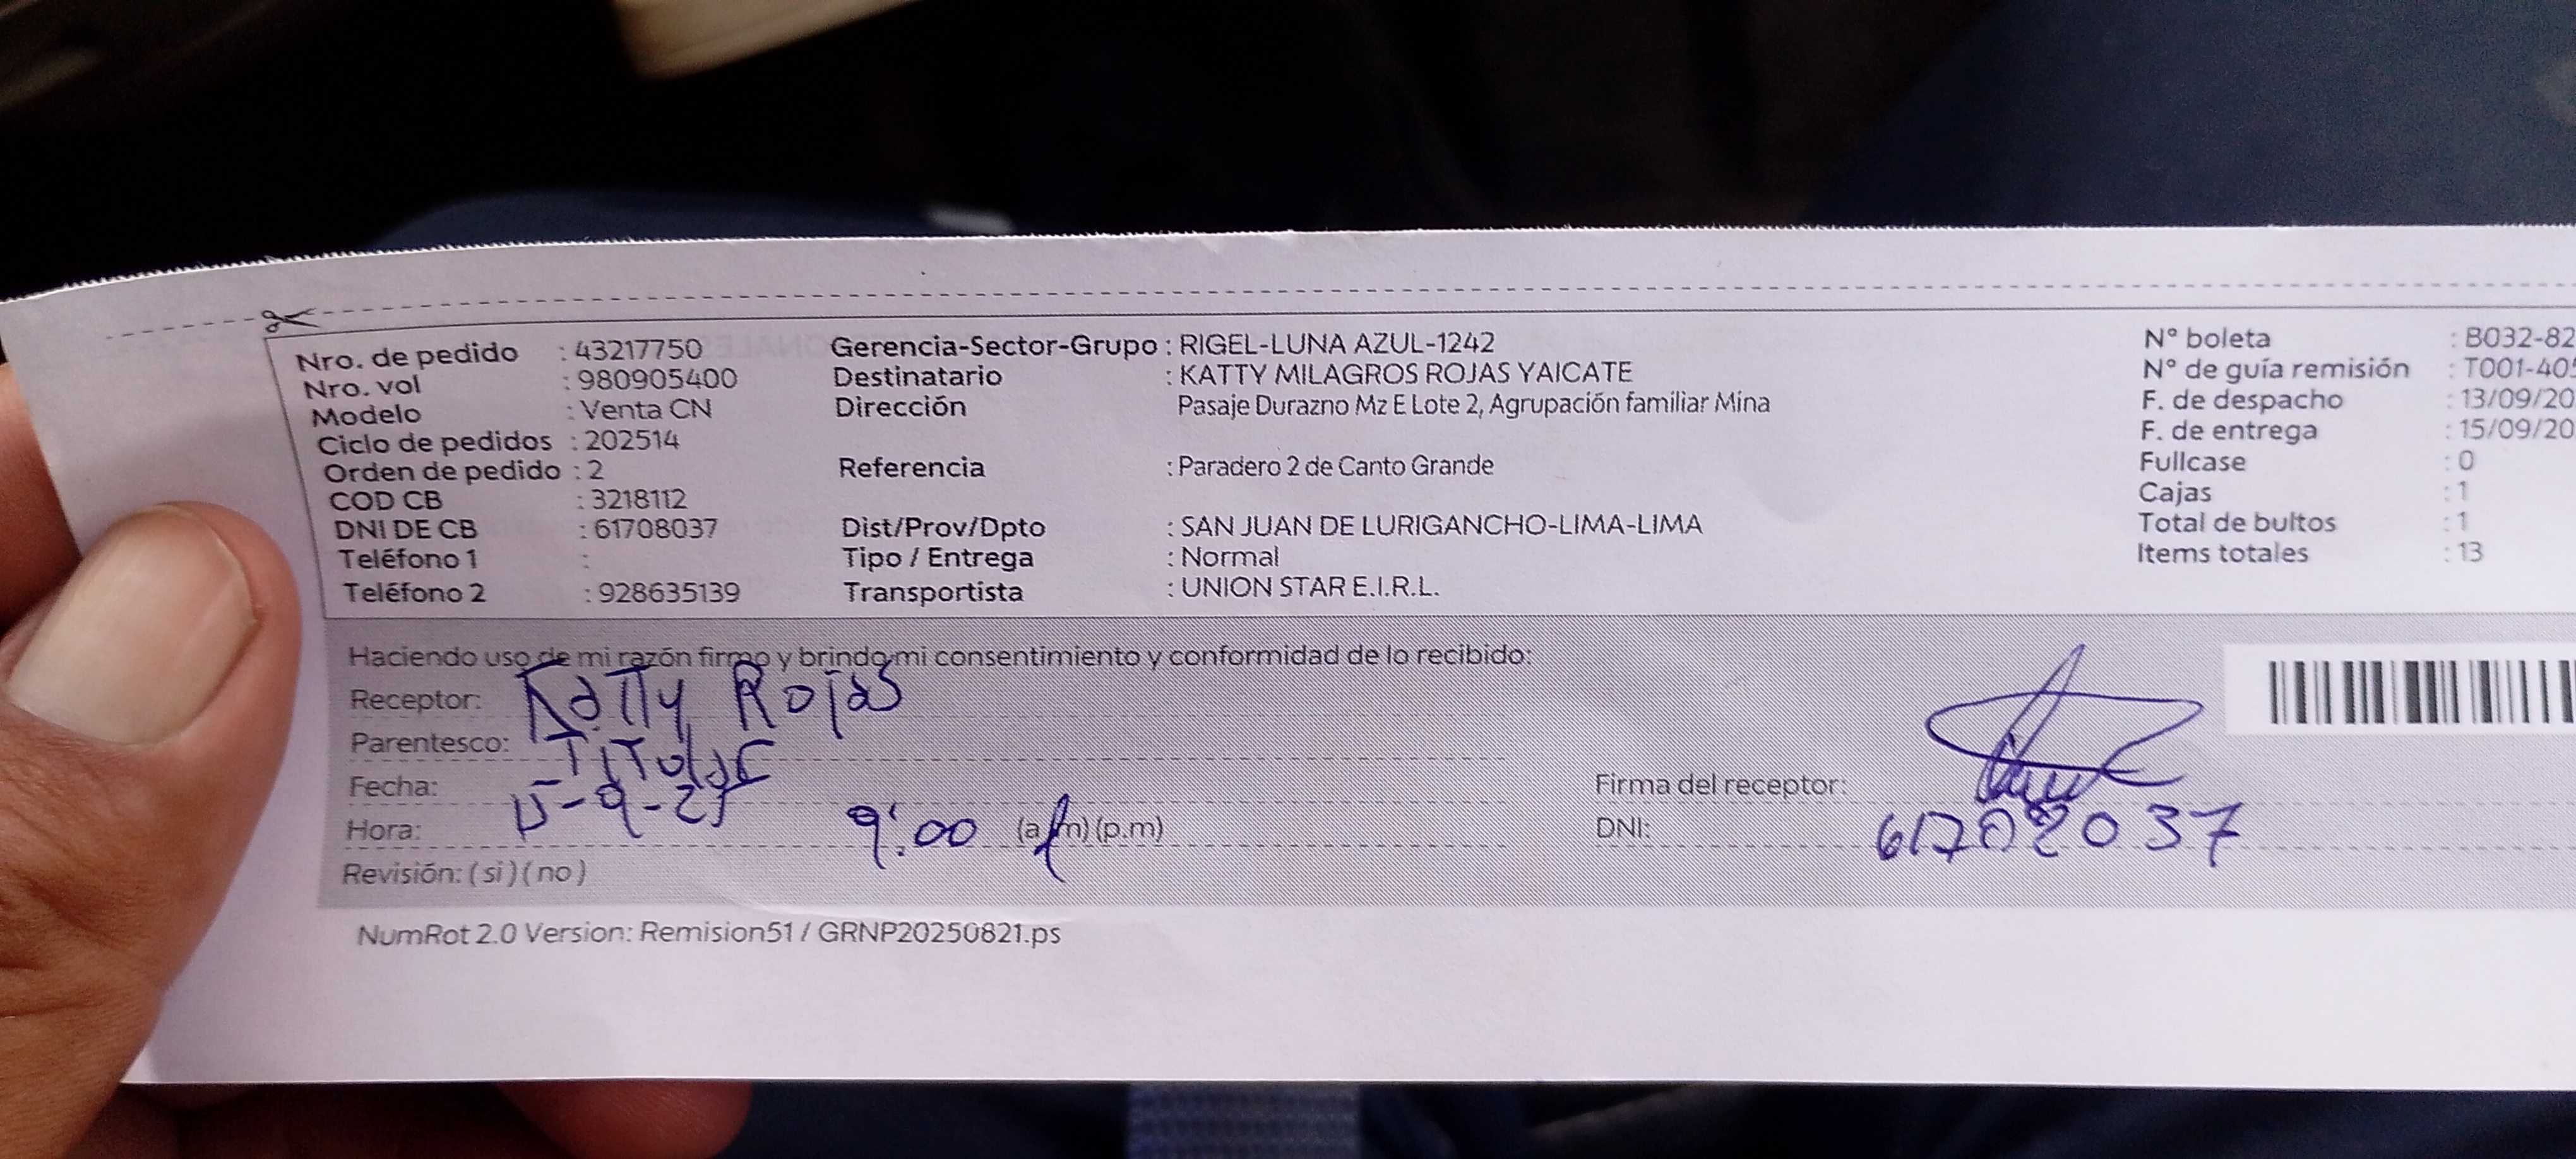 Nro. de pedido : 43217750
Nro. vol : 980905400
Modelo : Venta CN
Ciclo de pedidos : 202514
Orden de pedido : 2
COD CB : 3218112
DNI DE CB : 61708037
Teléfono 1 :
Teléfono 2 : 928635139
Gerencia-Sector-Grupo : RIGEL-LUNA AZUL-1242
Destinatario : KATTY MILAGROS ROJAS YAICATE
Dirección Pasaje Durazno Mz E Lote 2, Agrupación familiar Mina
Referencia : Paradero 2 de Canto Grande
Dist/Prov/Dpto : SAN JUAN DE LURIGANCHO-LIMA-LIMA
Tipo / Entrega : Normal
Transportista : UNION STAR E.I.R.L.
N° boleta : B032-82
N° de guía remisión : T001-405
F. de despacho : 13/09/20
F. de entrega : 15/09/20
Fullcase : 0
Cajas : 1
Total de bultos : 1
Items totales : 13
Haciendo uso de mi razón firmo y brindo mi consentimiento y conformidad de lo recibido:
Receptor: Katty Rojas
Parentesco: Titular
Fecha: 15-9-25
Hora: 9:00 (a.m) (p.m)
Revisión: ( si ) ( no )
Firma del receptor:
DNI: 61708037
NumRot 2.0 Version: Remision51 / GRNP20250821.ps